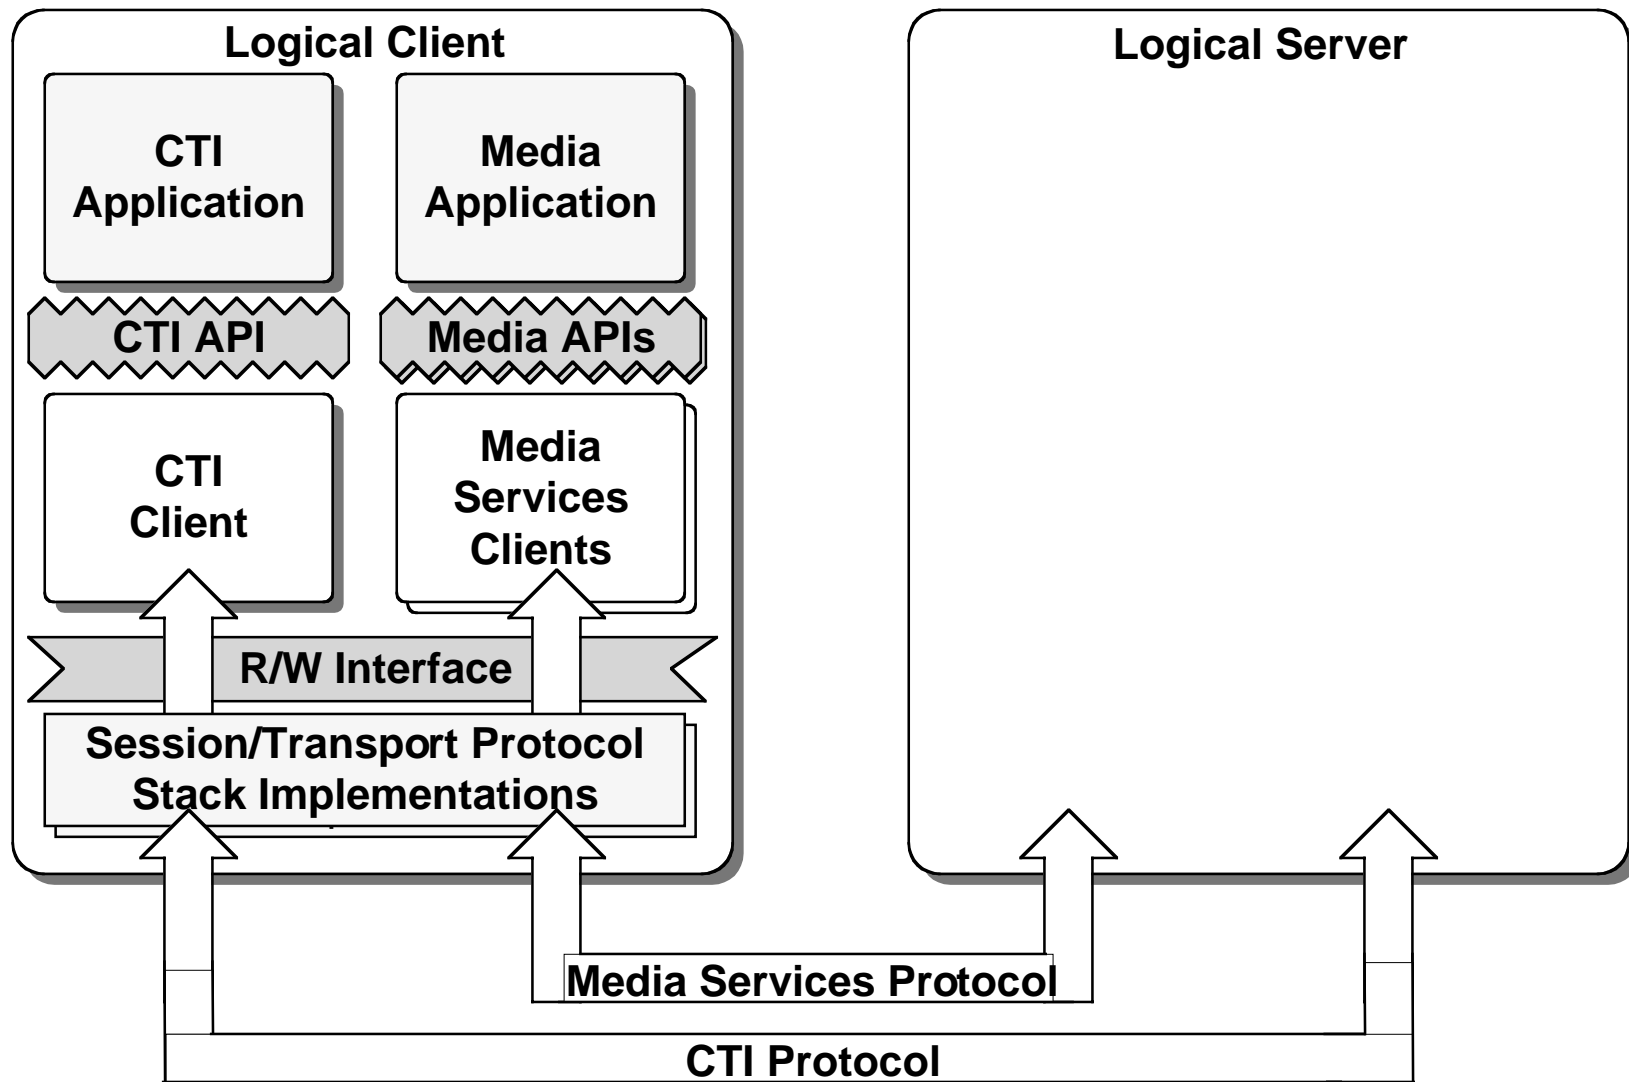 Logical Client
CTI
Application
Media
Application
CTI API
Media APIs
CTI
Client
Media
Services
Clients
R/W Interface
Session/Transport Protocol
Stack Implementations
Logical Server
Media Services Protocol
CTI Protocol